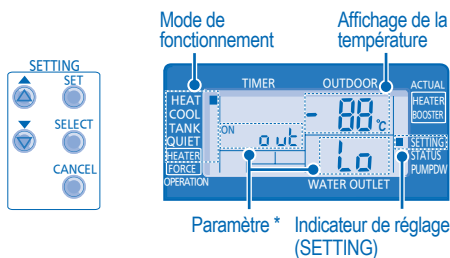 Mode de
fonctionnement
Affichage de la
température
SETTING
SET
SELECT
CANCEL
TIMER
OUTDOOR
ACTUAL
HEAT
COOL
TANK
QUIET
HEATER
FORCE
OPERATION
ON
out
- 88 °C
Lo
WATER OUTLET
HEATER
BOOSTER
SETTING
STATUS
PUMPDW
Paramètre *
Indicateur de réglage
(SETTING)